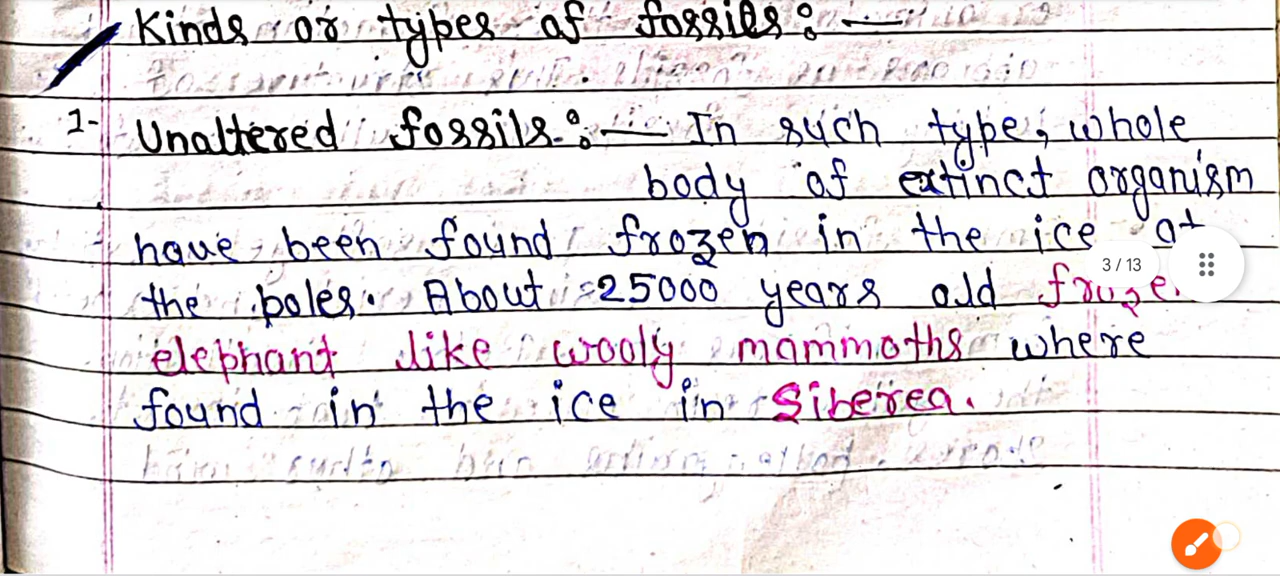 Kinds or types of fossils:—
1- Unaltered fossils:— In such type, whole
body of extinct organism
have been found frozen in the ice at
3 / 13
the poles. About 25000 years old
elephant like wooly mammoths where
found in the ice in Siberea.